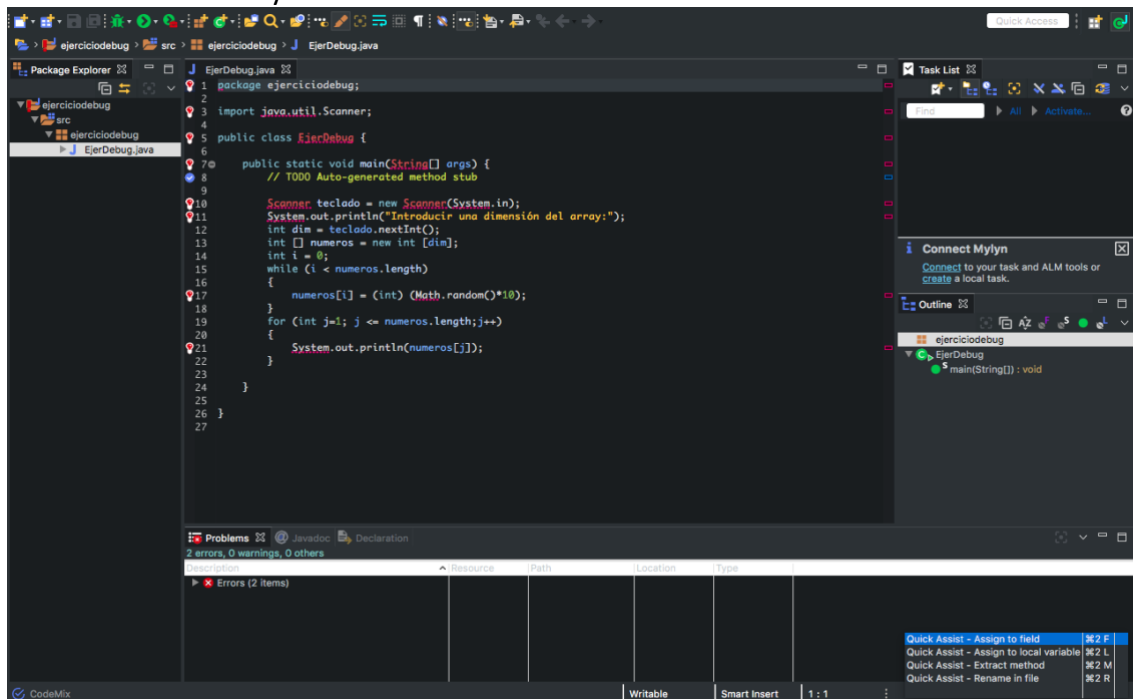 Quick Access
ejerciciodebug > src > ejerciciodebug > EjerDebug.java
Package Explorer
ejerciciodebug
src
ejerciciodebug
EjerDebug.java
EjerDebug.java
1 package ejerciciodebug;
2
3 import java.util.Scanner;
4
5 public class EjerDebug {
6
7 public static void main(String[] args) {
8 // TODO Auto-generated method stub
9
10 Scanner teclado = new Scanner(System.in);
11 System.out.println("Introducir una dimensión del array:");
12 int dim = teclado.nextInt();
13 int [] numeros = new int [dim];
14 int i = 0;
15 while (i < numeros.length)
16 {
17 numeros[i] = (int) (Math.random()*10);
18 }
19 for (int j=1; j <= numeros.length;j++)
20 {
21 System.out.println(numeros[j]);
22 }
23
24 }
25
26 }
27
Task List
Find
All
Activate...
Connect Mylyn
Connect to your task and ALM tools or
create a local task.
Outline
ejerciciodebug
EjerDebug
main(String[]) : void
Problems
Javadoc
Declaration
2 errors, 0 warnings, 0 others
Description
Resource
Path
Location
Type
Errors (2 items)
Quick Assist - Assign to field ⌘2 F
Quick Assist - Assign to local variable ⌘2 L
Quick Assist - Extract method ⌘2 M
Quick Assist - Rename in file ⌘2 R
CodeMix
Writable
Smart Insert
1 : 1